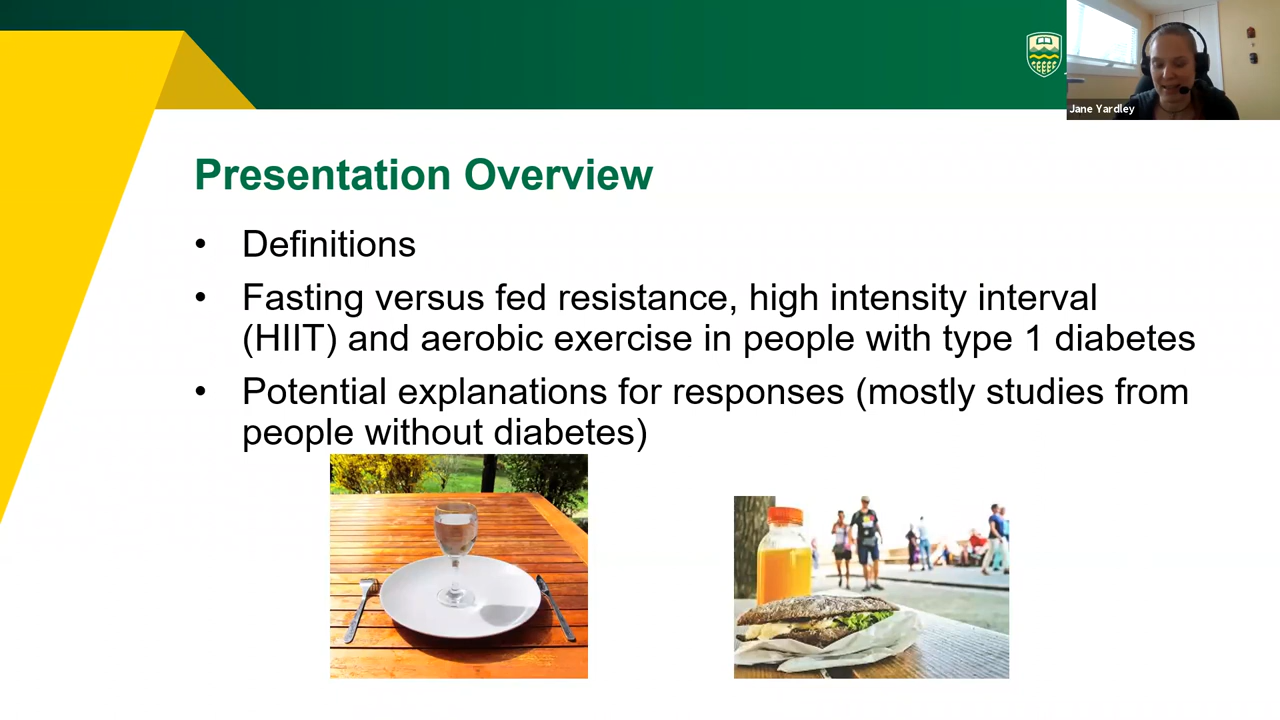 Jane Yardley
Presentation Overview
• Definitions
• Fasting versus fed resistance, high intensity interval
(HIIT) and aerobic exercise in people with type 1 diabetes
• Potential explanations for responses (mostly studies from
people without diabetes)